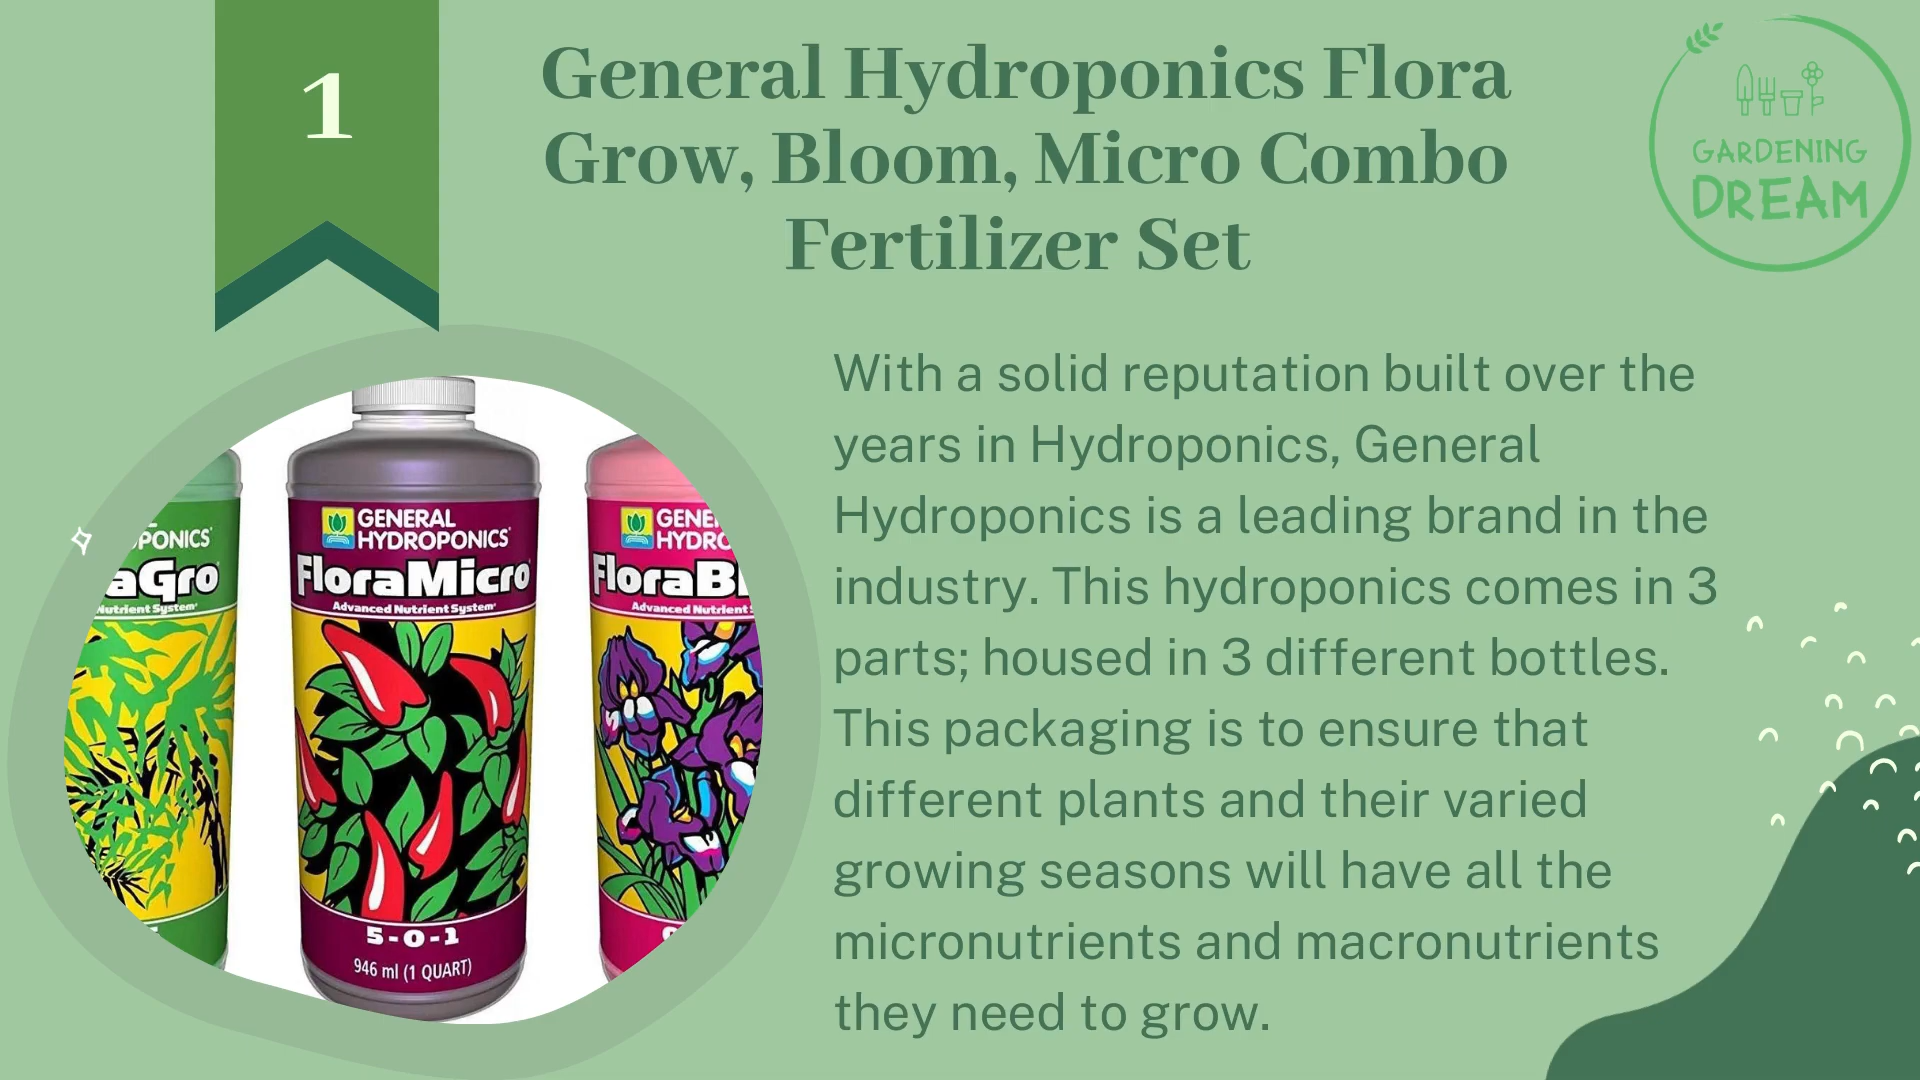 1
General Hydroponics Flora
Grow, Bloom, Micro Combo
Fertilizer Set
GARDENING
DREAM
With a solid reputation built over the
years in Hydroponics, General
Hydroponics is a leading brand in the
industry. This hydroponics comes in 3
parts; housed in 3 different bottles.
This packaging is to ensure that
different plants and their varied
growing seasons will have all the
micronutrients and macronutrients
they need to grow.
PONICS
aGro
Nutrient System
GENERAL
HYDROPONICS
FloraMicro
Advanced Nutrient System
5-0-1
946 ml (1 QUART)
GENE
HYDRO
FloraBl
Advanced Nutrient